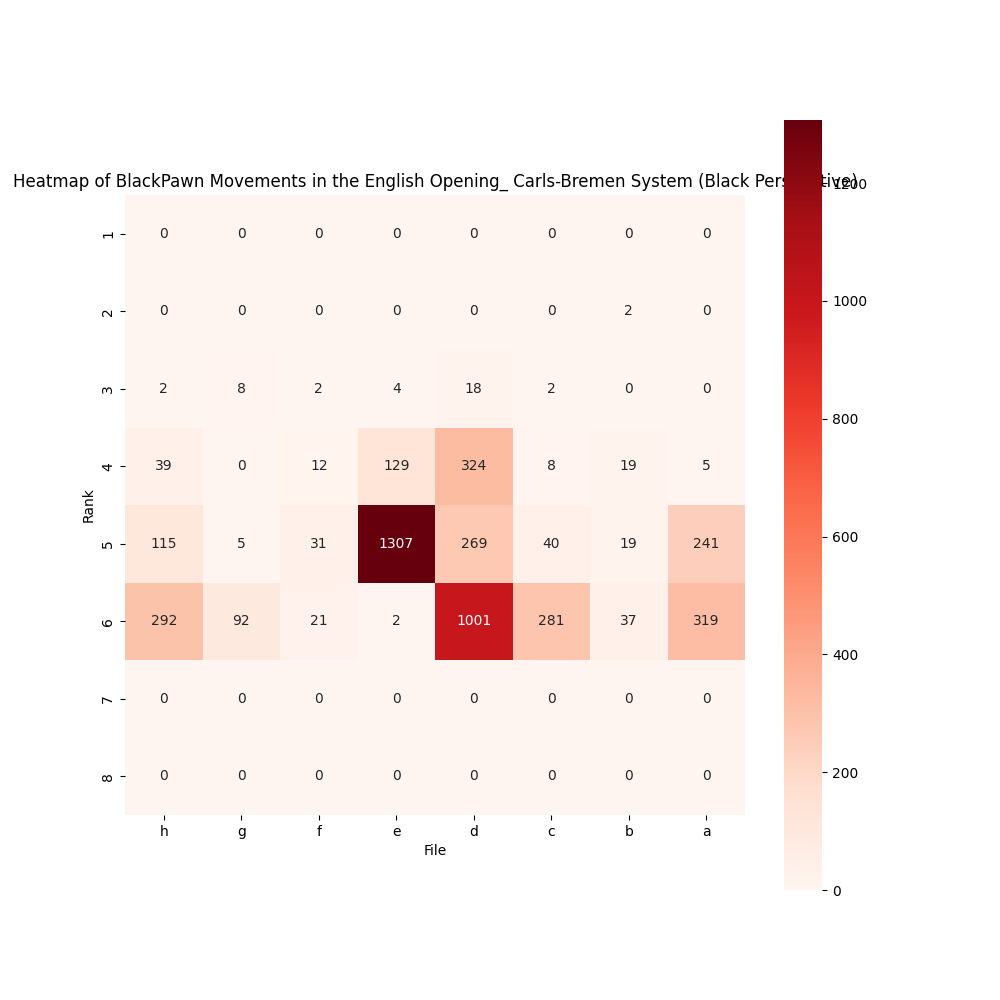 Heatmap of BlackPawn Movements in the English Opening_ Carls-Bremen System (Black Perspective)
1200
1 0 0 0 0 0 0 0 0
1000
2 0 0 0 0 0 0 2 0
3 2 8 2 4 18 2 0 0
800
4 39 0 12 129 324 8 19 5
Rank
5 115 5 31 1307 269 40 19 241
600
6 292 92 21 2 1001 281 37 319
400
7 0 0 0 0 0 0 0 0
8 0 0 0 0 0 0 0 0
200
h g f e d c b a
File
0